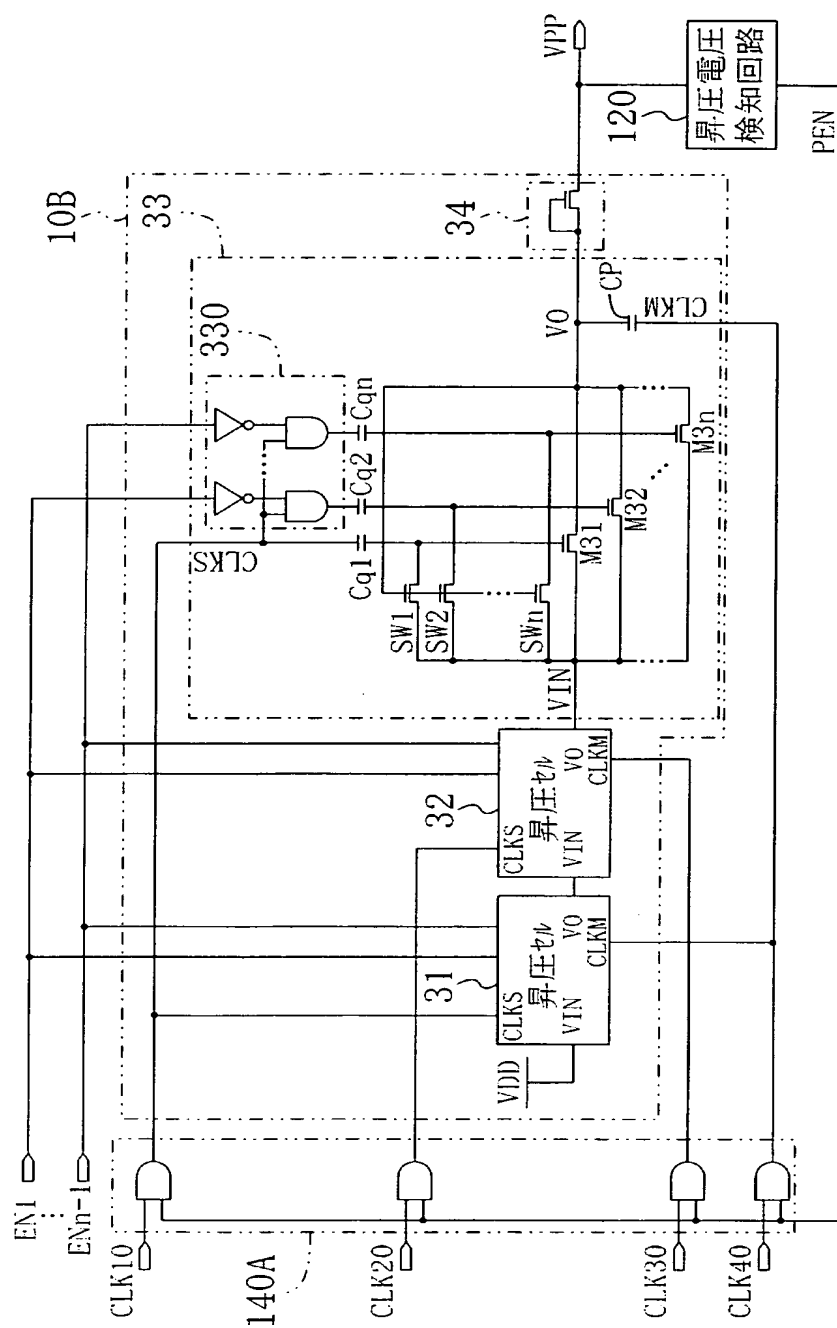 EN1
ENn-1
CLK10
140A
CLK20
CLK30
CLK40
10B
33
330
CLKS
Cq1
Cq2
Cqn
SW1
SW2
SWn
M31
M32
M3n
VIN
VO
CP
CLKM
34
VPP
120
昇圧電圧
検知回路
PEN
VDD
31
昇圧セル
CLKS
VIN
VO
CLKM
32
昇圧セル
CLKS
VIN
VO
CLKM